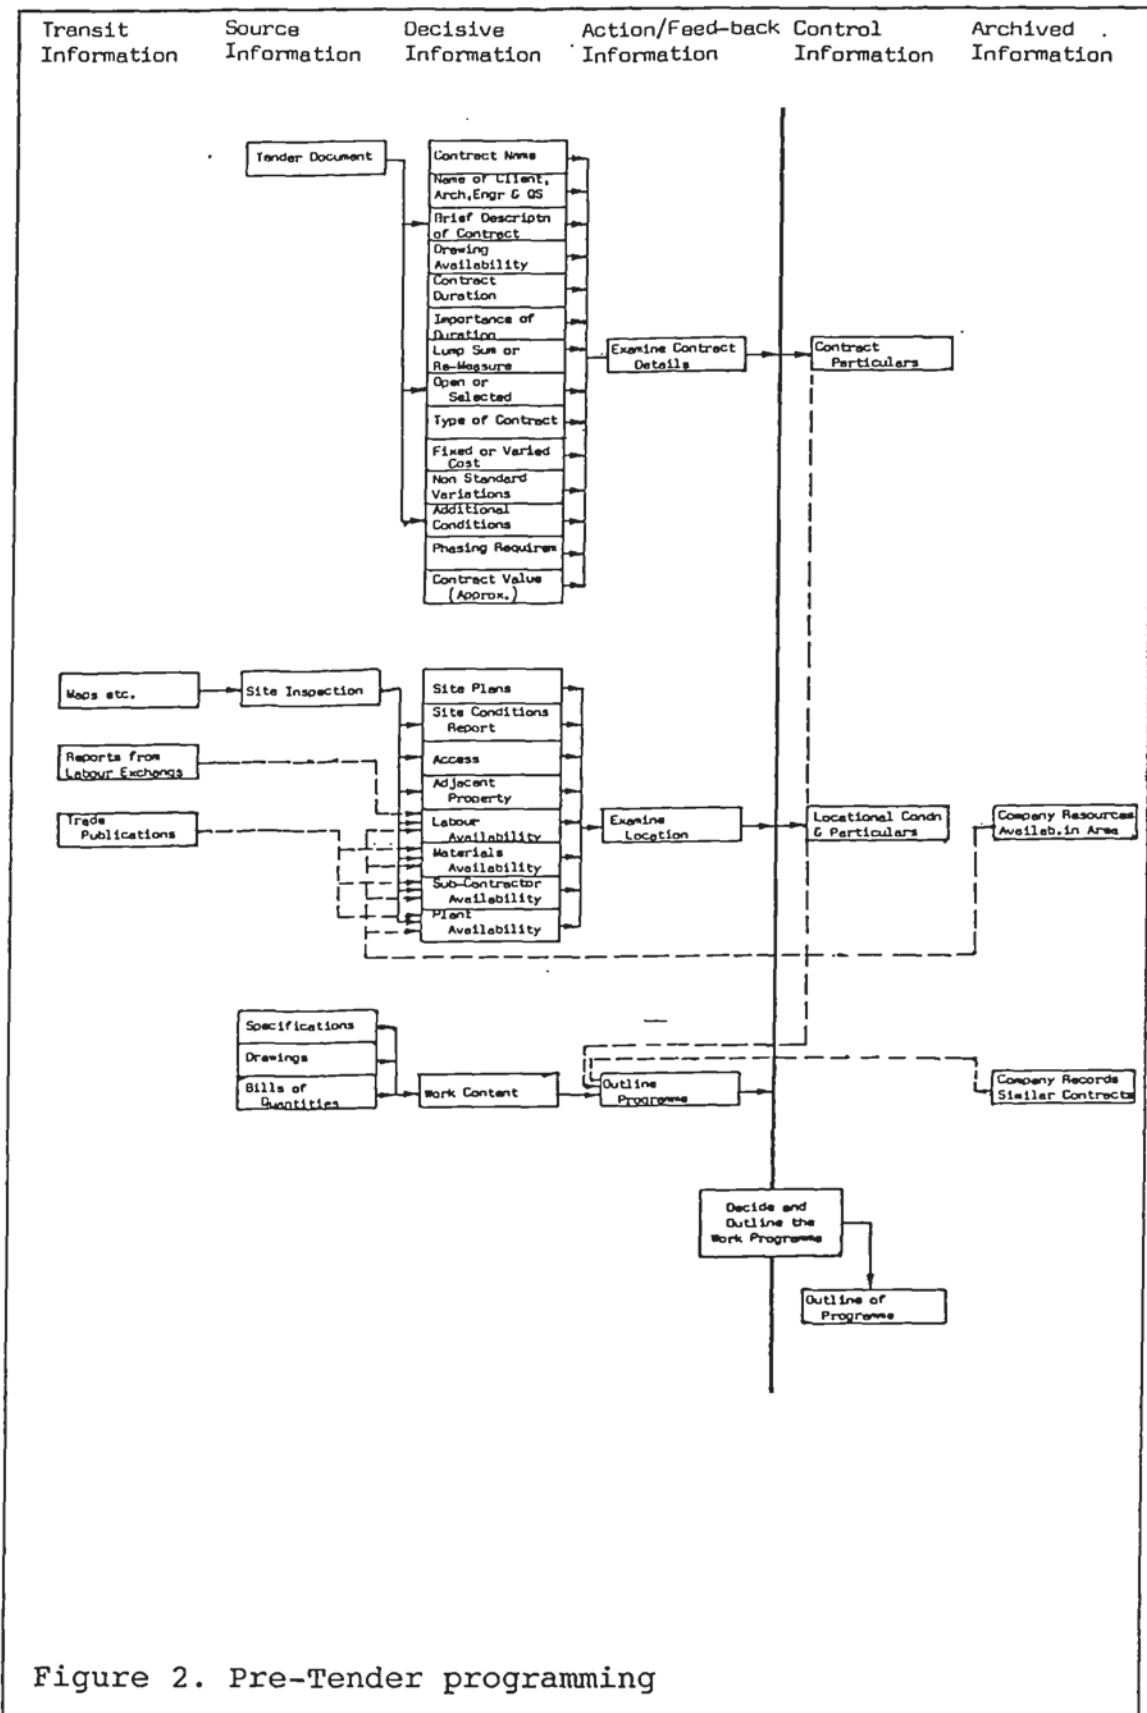 Transit Information
Source Information
Decisive Information
Action/Feed-back Information
Control Information
Archived Information
Tender Document
Contract Name
Name of Client,
Arch,Engr & QS
Brief Descriptn
of Contract
Drawing
Availability
Contract
Duration
Importance of
Duration
Lump Sum or
Re-Measure
Open or
Selected
Type of Contract
Fixed or Varied
Cost
Non Standard
Variations
Additional
Conditions
Phasing Requirem
Contract Value
(Approx.)
Examine Contract
Details
Contract
Particulars
Maps etc.
Site Inspection
Reports from
Labour Exchange
Trade
Publications
Site Plans
Site Conditions
Report
Access
Adjacent
Property
Labour
Availability
Materials
Availability
Sub-Contractor
Availability
Plant
Availability
Examine
Location
Locational Condn
& Particulars
Company Resources
Availab.in Area
Specifications
Drawings
Bills of
Quantities
Work Content
Outline
Programme
Company Records
Similar Contracts
Decide and
Outline the
Work Programme
Outline of
Programme
Figure 2. Pre-Tender programming